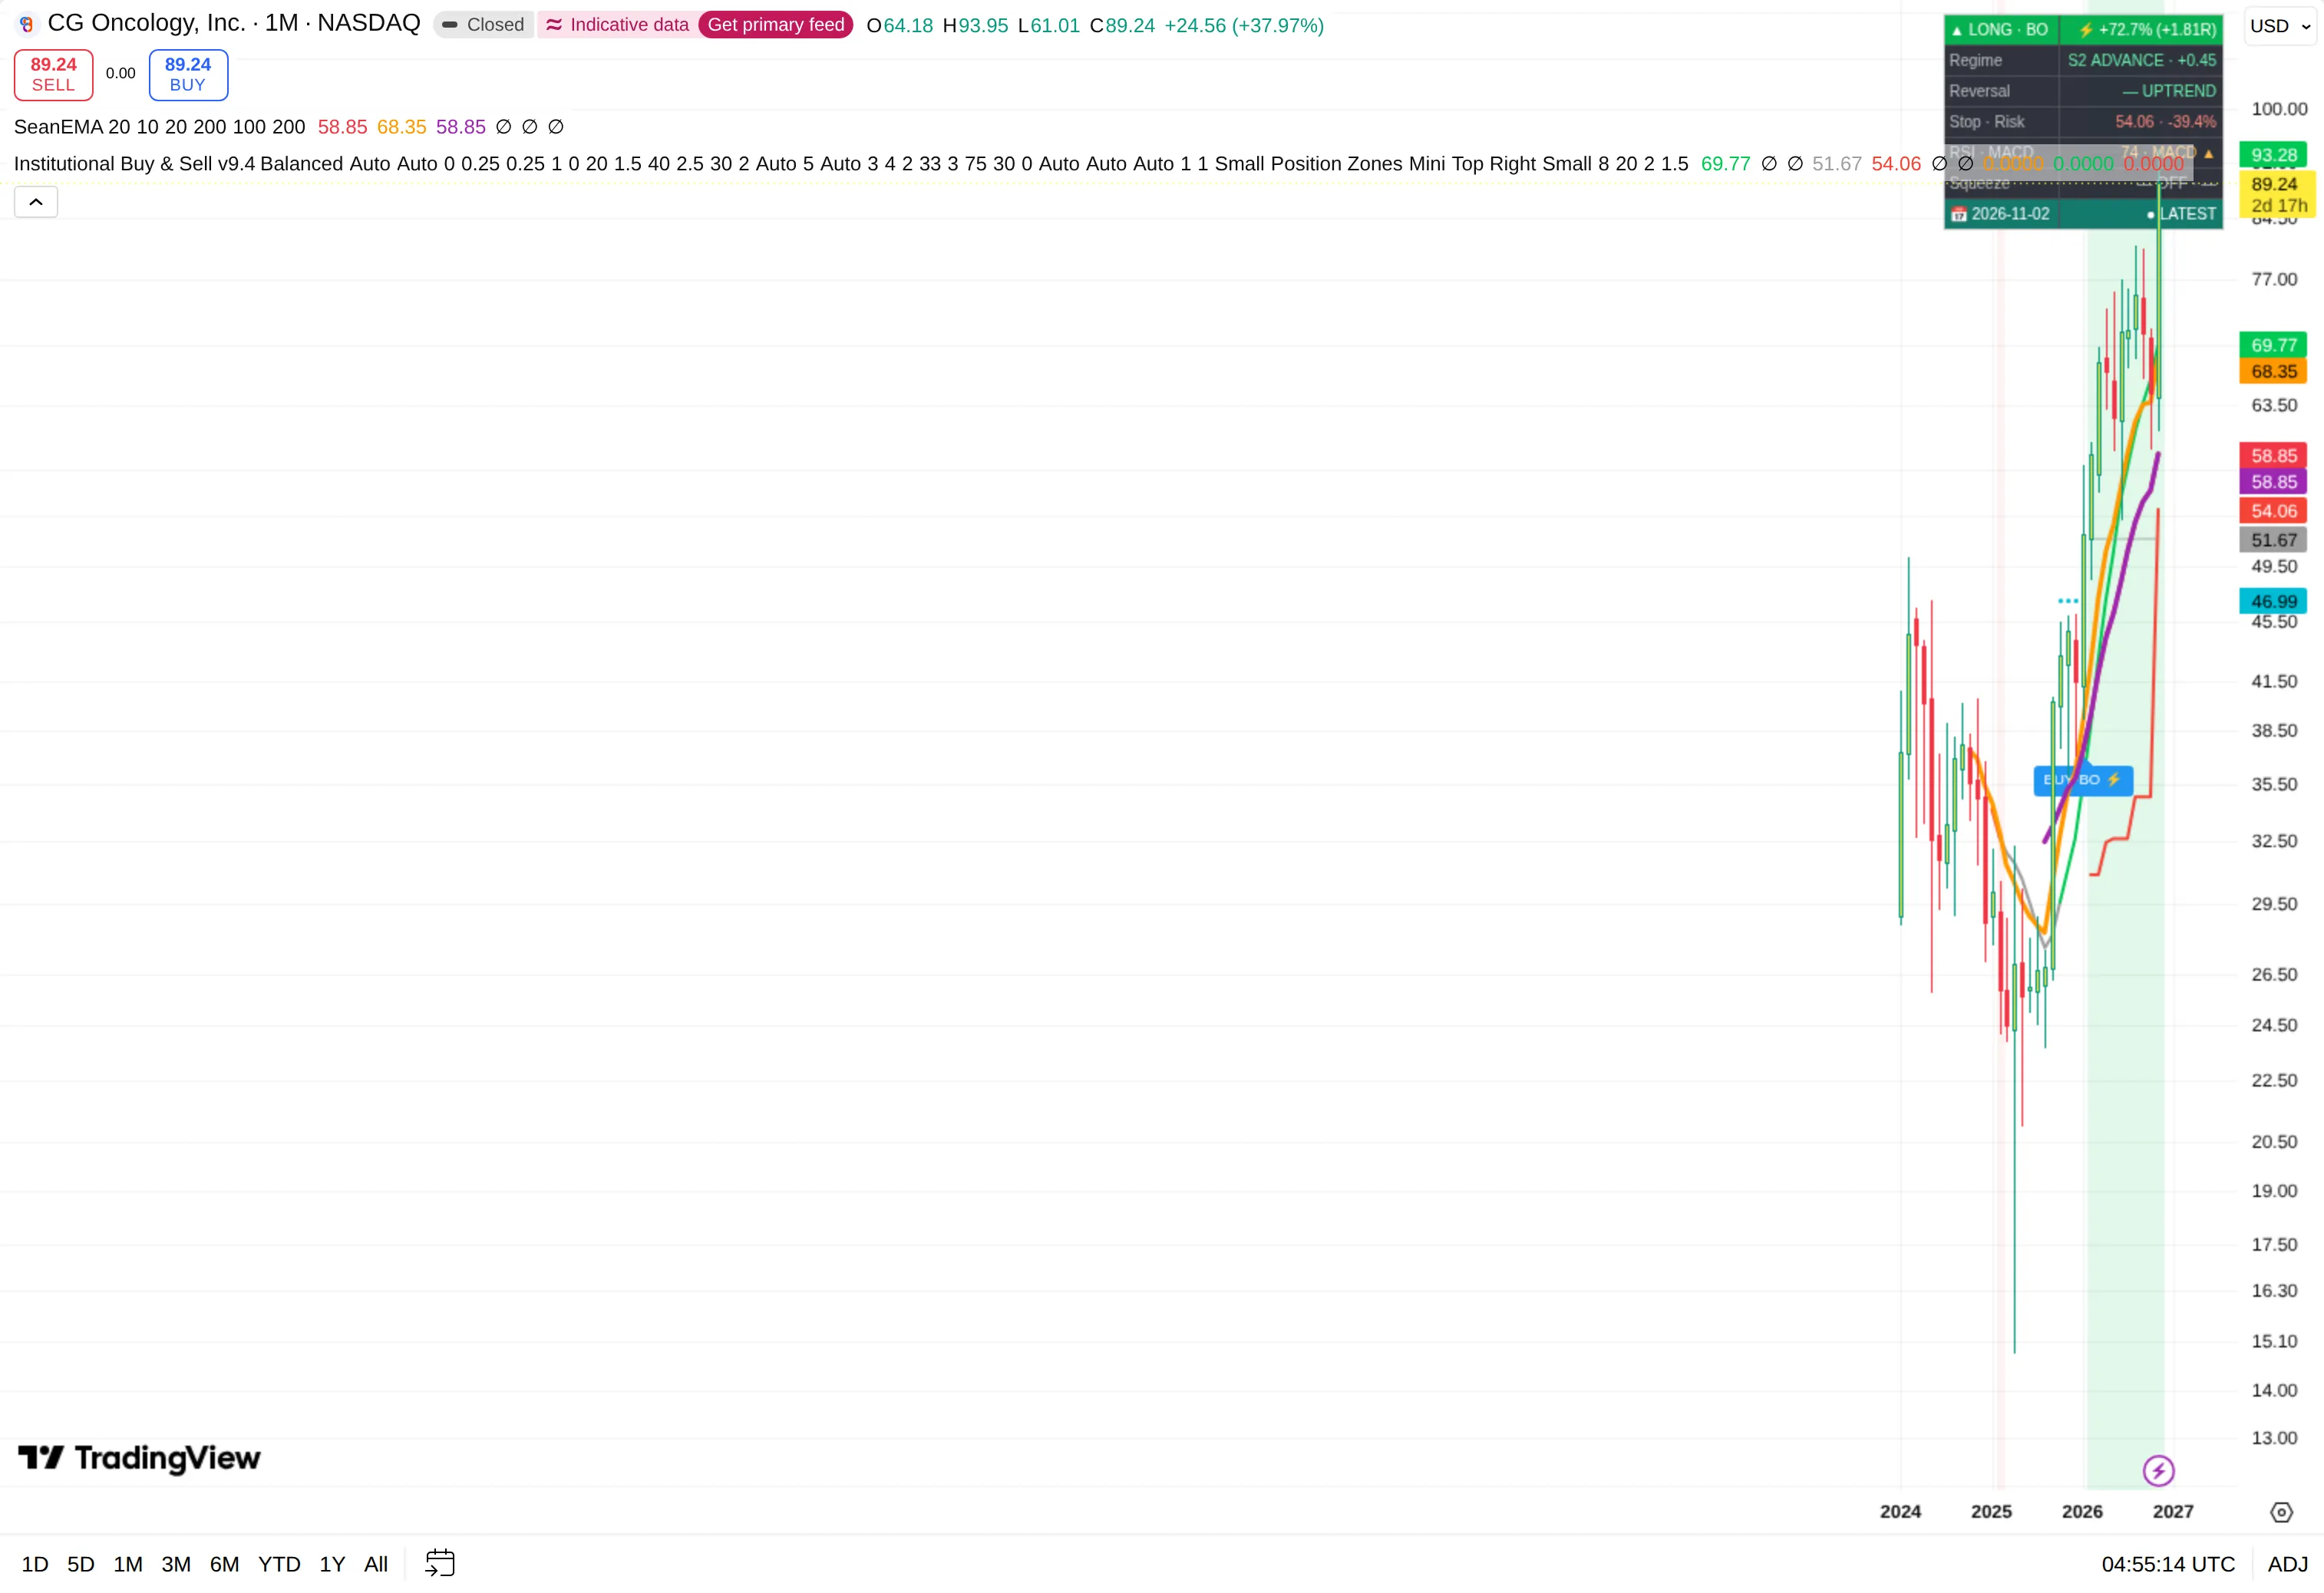 CG Oncology, Inc. · 1M · NASDAQ Closed Indicative data Get primary feed O64.18 H93.95 L61.01 C89.24 +24.56 (+37.97%)
89.24 SELL 0.00 89.24 BUY
SeanEMA 20 10 20 200 100 200 58.85 68.35 58.85 ∅ ∅ ∅
Institutional Buy & Sell v9.4 Balanced Auto Auto 0 0.25 0.25 1 0 20 1.5 40 2.5 30 2 Auto 5 Auto 3 4 2 33 3 75 30 0 Auto Auto Auto 1 1 Small Position Zones Mini Top Right Small 8 20 2 1.5 69.77 ∅ ∅ 51.67 54.06 ∅ ∅ 0.0000 0.0000 0.0000
▲ LONG · BO ⚡ +72.7% (+1.81R)
Regime S2 ADVANCE · +0.45
Reversal — UPTREND
Stop · Risk 54.06 · -39.4%
RSI · MACD 74 · MACD ▲
Squeeze — OFF —
📅 2026-11-02 ● LATEST
USD
100.00
93.28
89.24
2d 17h
84.50
77.00
69.77
68.35
63.50
58.85
58.85
54.06
51.67
49.50
46.99
45.50
41.50
38.50
35.50
32.50
29.50
26.50
24.50
22.50
20.50
19.00
17.50
16.30
15.10
14.00
13.00
BUY BO ⚡
TradingView
2024 2025 2026 2027
1D 5D 1M 3M 6M YTD 1Y All 04:55:14 UTC ADJ